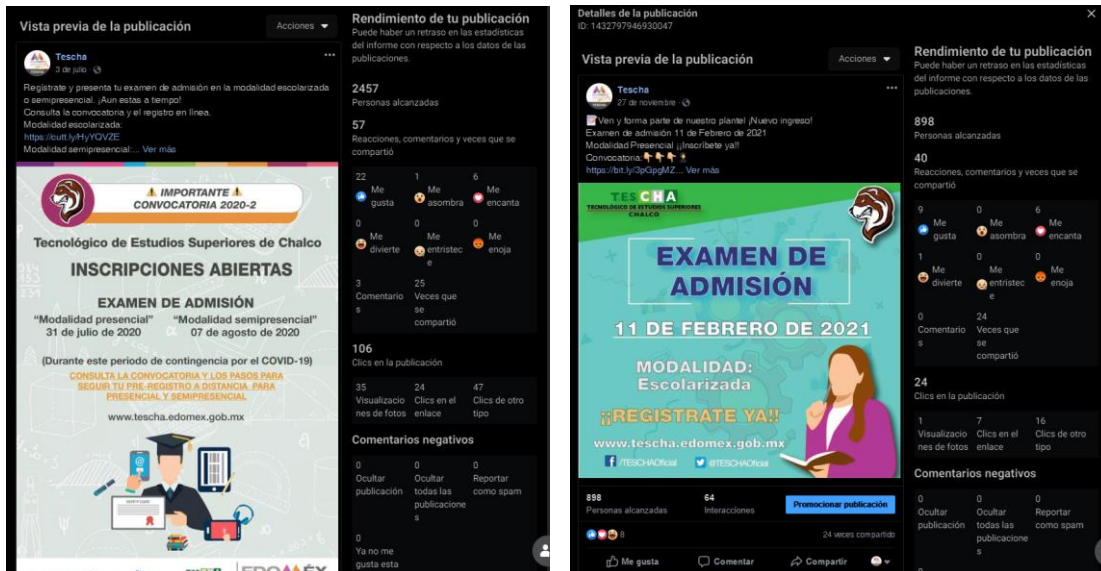 Vista previa de la publicación
Acciones
Tescha
3 de julio
Regístrate y presenta tu examen de admisión en la modalidad escolarizada
o semipresencial. ¡Aun estas a tiempo!
Consulta la convocatoria y el registro en línea.
Modalidad escolarizada:
https://cutt.ly/HyYQVZE
Modalidad semipresencial:... Ver más
IMPORTANTE
CONVOCATORIA 2020-2
Tecnológico de Estudios Superiores de Chalco
INSCRIPCIONES ABIERTAS
EXAMEN DE ADMISIÓN
“Modalidad presencial” “Modalidad semipresencial”
31 de julio de 2020 07 de agosto de 2020
(Durante este periodo de contingencia por el COVID-19)
CONSULTA LA CONVOCATORIA Y LOS PASOS PARA
SEGUIR TU PRE-REGISTRO A DISTANCIA PARA
PRESENCIAL Y SEMIPRESENCIAL
www.tescha.edomex.gob.mx
Rendimiento de tu publicación
Puede haber un retraso en las estadísticas
del informe con respecto a los datos de las
publicaciones.
2457
Personas alcanzadas
57
Reacciones, comentarios y veces que se
compartió
22 1 6
Me gusta Me asombra Me encanta
0 0 0
Me divierte Me entristece Me enoja
3 25
Comentarios Veces que
se
compartió
106
Clics en la publicación
35 24 47
Visualizacio Clics en el Clics de otro
nes de fotos enlace tipo
Comentarios negativos
0 0 0
Ocultar Ocultar Reportar
publicación todas las como spam
publicacione
s
0
Ya no me
gusta esta
Detalles de la publicación
ID: 1432797946930047
Vista previa de la publicación
Acciones
Tescha
27 de noviembre
Ven y forma parte de nuestro plantel ¡Nuevo ingreso!
Examen de admisión 11 de Febrero de 2021
Modalidad Presencial ¡¡Inscríbete ya!!
Convocatoria:
https://bit.ly/3pGpgMZ... Ver más
TESCHA
TECNOLÓGICO DE ESTUDIOS SUPERIORES
CHALCO
EXAMEN DE
ADMISIÓN
11 DE FEBRERO DE 2021
MODALIDAD:
Escolarizada
¡¡REGISTRATE YA!!
www.tescha.edomex.gob.mx
/TESCHAOficial @TESCHAOficial
898 64
Personas alcanzadas Interacciones
Promocionar publicación
8 24 veces compartido
Me gusta Comentar Compartir
Rendimiento de tu publicación
Puede haber un retraso en las estadísticas
del informe con respecto a los datos de las
publicaciones.
898
Personas alcanzadas
40
Reacciones, comentarios y veces que se
compartió
9 0 6
Me gusta Me asombra Me encanta
1 0 0
Me divierte Me entristece Me enoja
0 24
Comentarios Veces que
se
compartió
24
Clics en la publicación
1 7 16
Visualizacio Clics en el Clics de otro
nes de fotos enlace tipo
Comentarios negativos
0 0 0
Ocultar Ocultar Reportar
publicación todas las como spam
publicacione
s